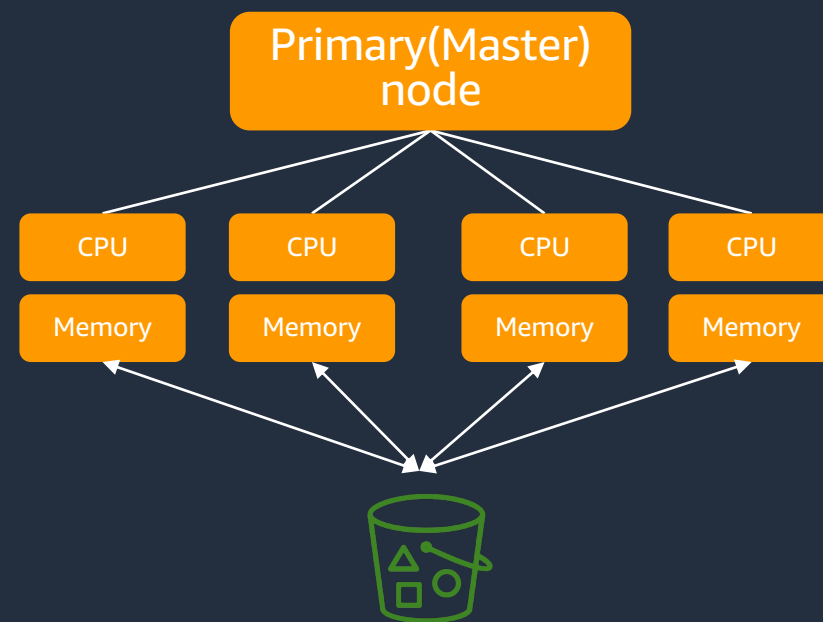 Primary(Master)
node
CPU
CPU
CPU
CPU
Memory
Memory
Memory
Memory